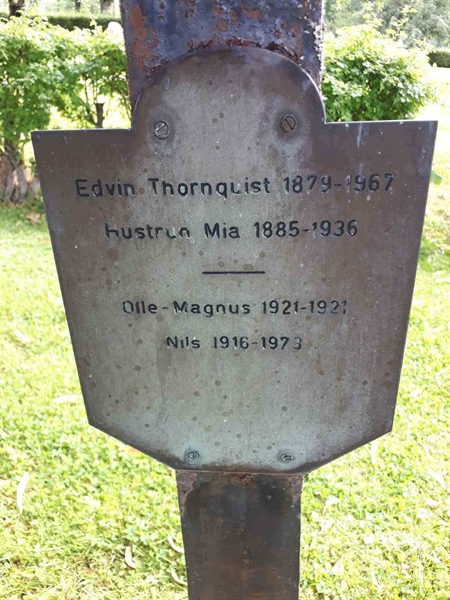 Edvin Thornquist 1879-1967
Hustrun Mia 1885-1936
Olle-Magnus 1921-1921
Nils 1916-1973